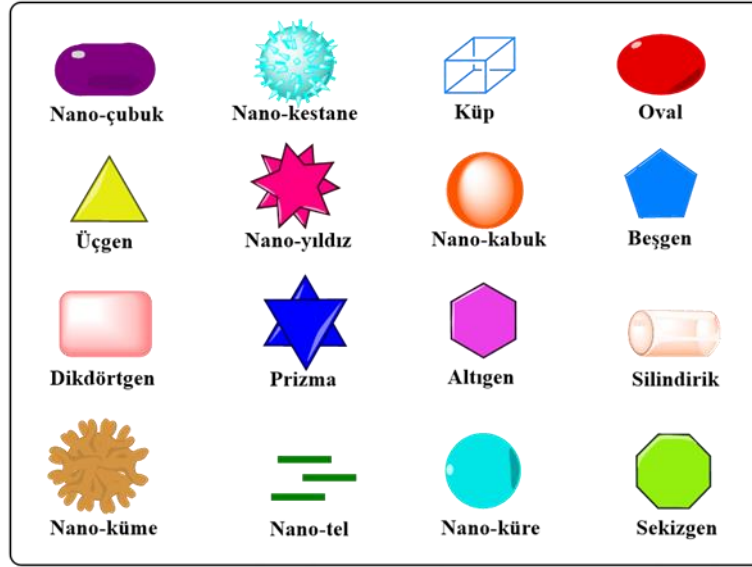 Nano-çubuk
Nano-kestane
Küp
Oval
Üçgen
Nano-yıldız
Nano-kabuk
Beşgen
Dikdörtgen
Prizma
Altıgen
Silindirik
Nano-küme
Nano-tel
Nano-küre
Sekizgen